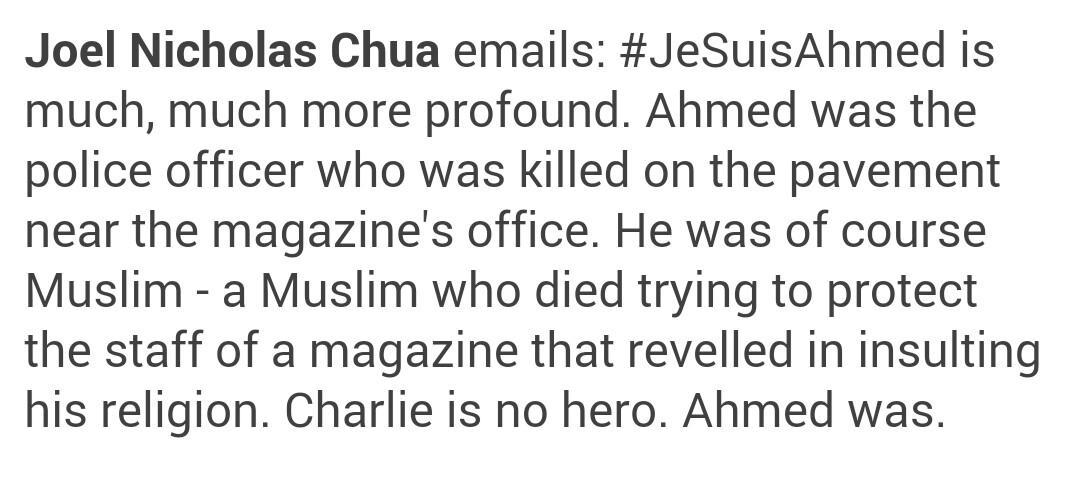 Joel Nicholas Chua emails: #JeSuisAhmed is
much, much more profound. Ahmed was the
police officer who was killed on the pavement
near the magazine's office. He was of course
Muslim - a Muslim who died trying to protect
the staff of a magazine that revelled in insulting
his religion. Charlie is no hero. Ahmed was.